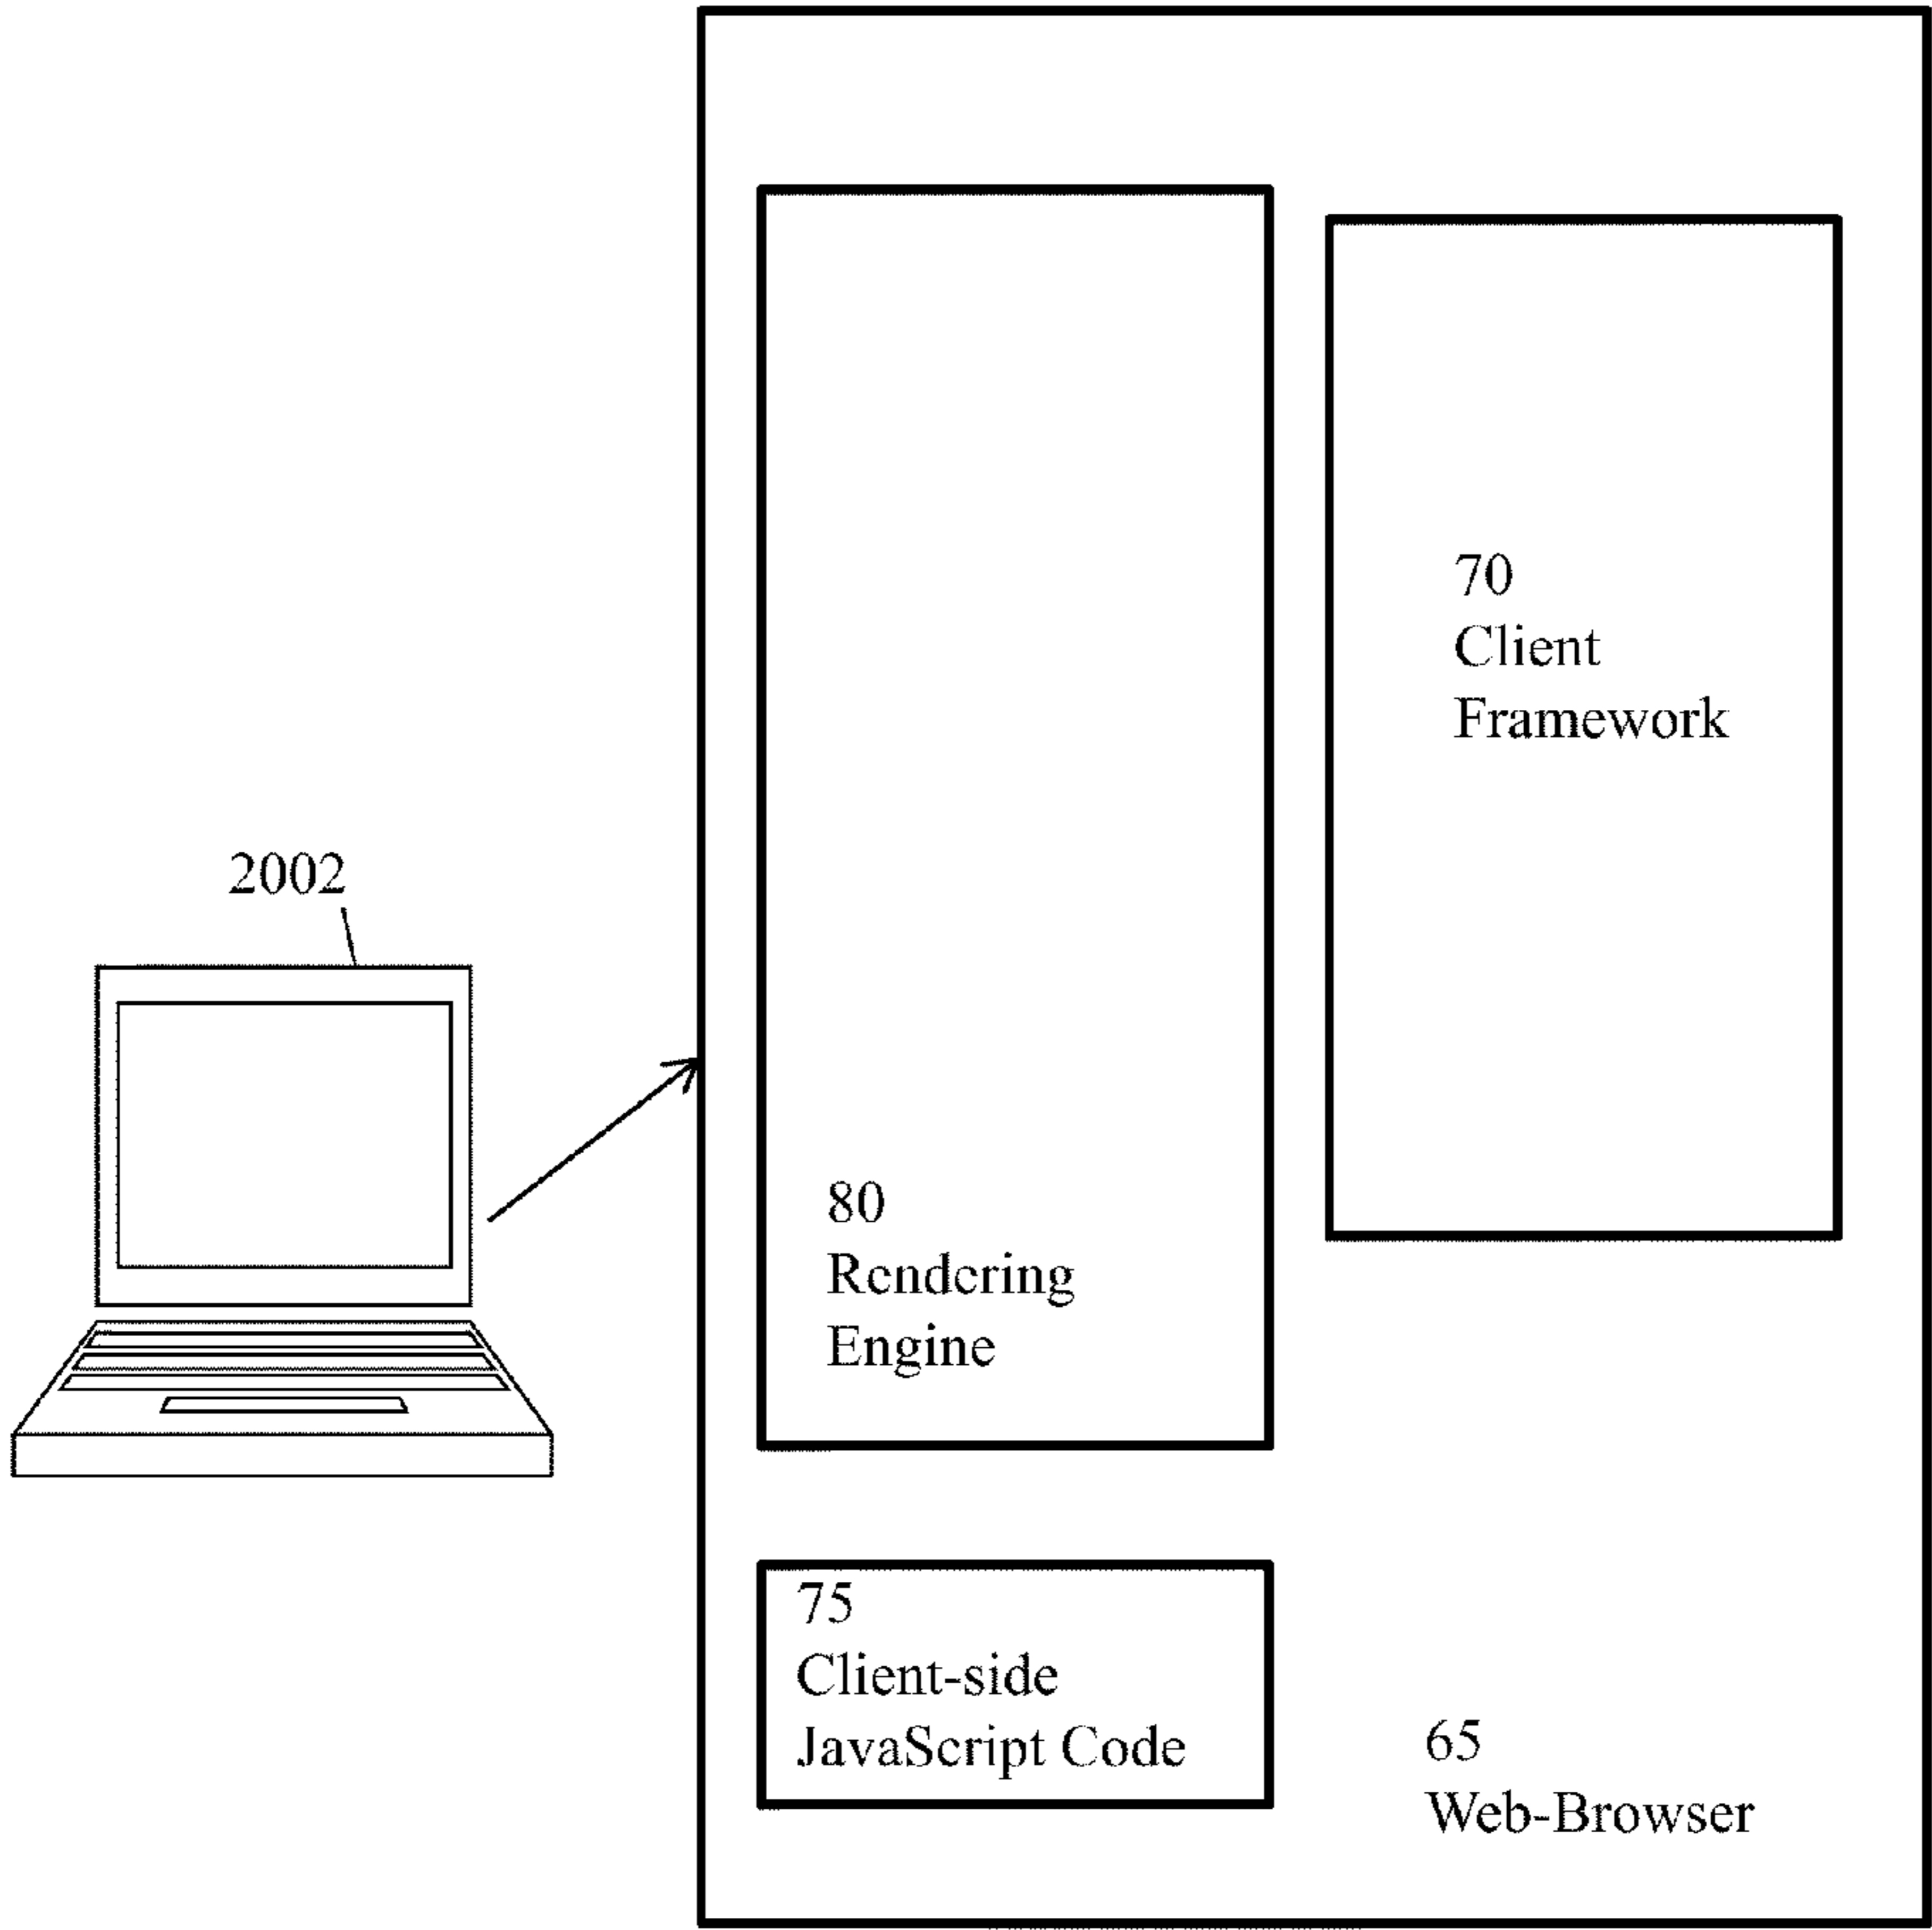 70
Client
Framework
2002
80
Rendering
Engine
75
Client-side
JavaScript Code
65
Web-Browser